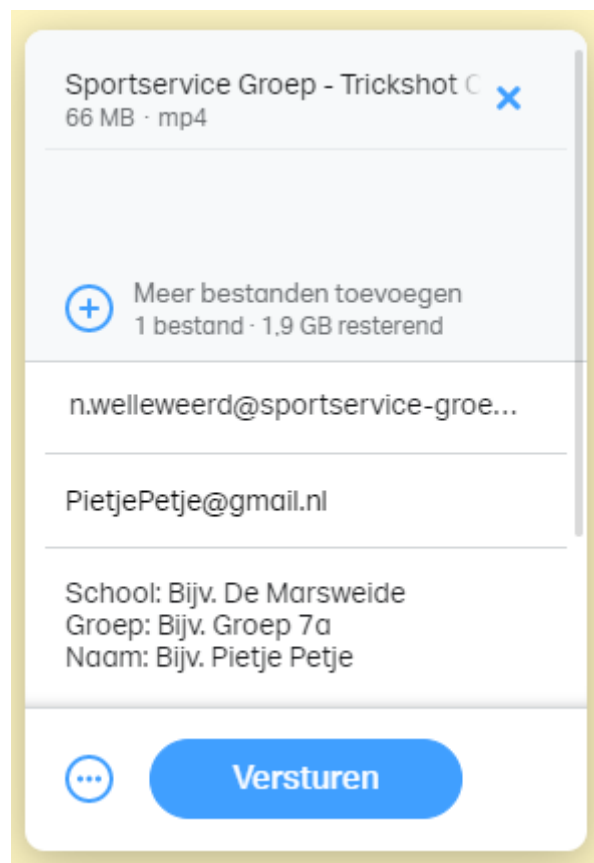 Sportservice Groep - Trickshot C
66 MB · mp4
Meer bestanden toevoegen
1 bestand · 1,9 GB resterend
n.welleweerd@sportservice-groe...
PietjePetje@gmail.nl
School: Bijv. De Marsweide
Groep: Bijv. Groep 7a
Naam: Bijv. Pietje Petje
Versturen